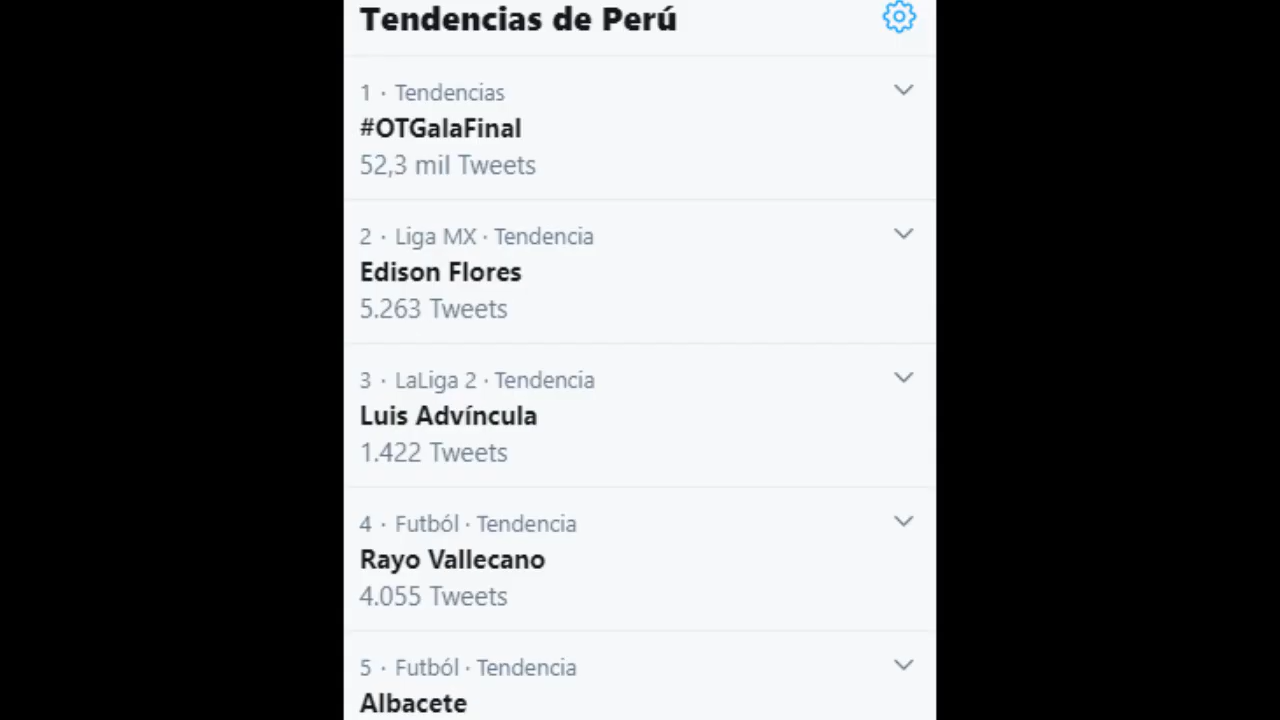 Tendencias de Perú
1 · Tendencias
#OTGalaFinal
52,3 mil Tweets
2 · Liga MX · Tendencia
Edison Flores
5.263 Tweets
3 · LaLiga 2 · Tendencia
Luis Advíncula
1.422 Tweets
4 · Futból · Tendencia
Rayo Vallecano
4.055 Tweets
5 · Futból · Tendencia
Albacete